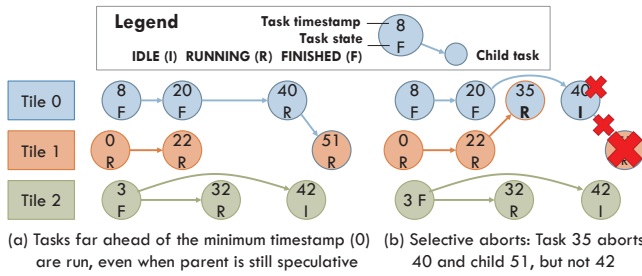 Legend
Task timestamp
Task state
IDLE (I) RUNNING (R) FINISHED (F)
8
F
Child task
Tile 0
8
F
20
F
40
R
Tile 1
0
R
22
R
51
R
Tile 2
3
F
32
R
42
I
8
F
20
F
35
R
40
I
0
R
22
R
R
3 F
32
R
42
I
(a) Tasks far ahead of the minimum timestamp (0)
are run, even when parent is still speculative
(b) Selective aborts: Task 35 aborts
40 and child 51, but not 42